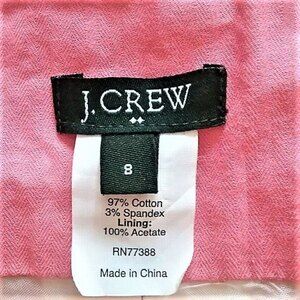 J.CREW
8
97% Cotton
3% Spandex
Lining:
100% Acetate
RN77388
Made in China